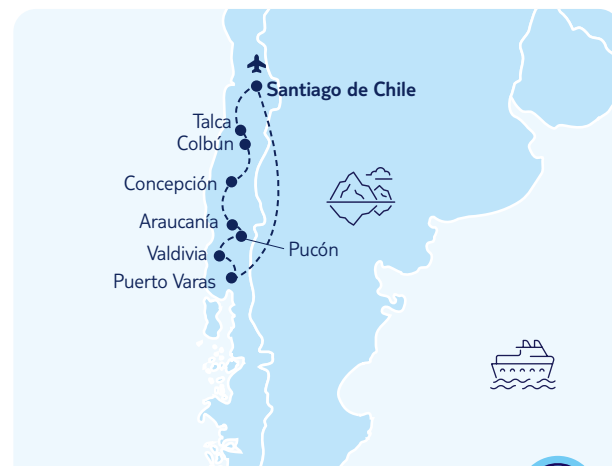 Santiago de Chile
Talca
Colbún
Concepción
Araucanía
Pucón
Valdivia
Puerto Varas